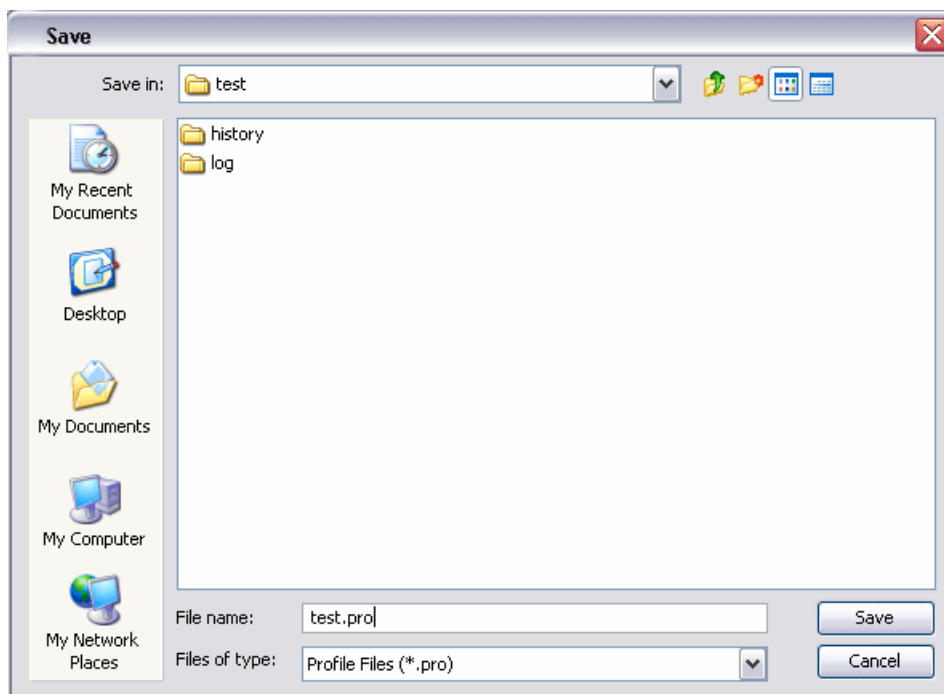 Save
Save in:
test
history
log
My Recent
Documents
Desktop
My Documents
My Computer
My Network
Places
File name:
test.pro
Save
Files of type:
Profile Files (*.pro)
Cancel